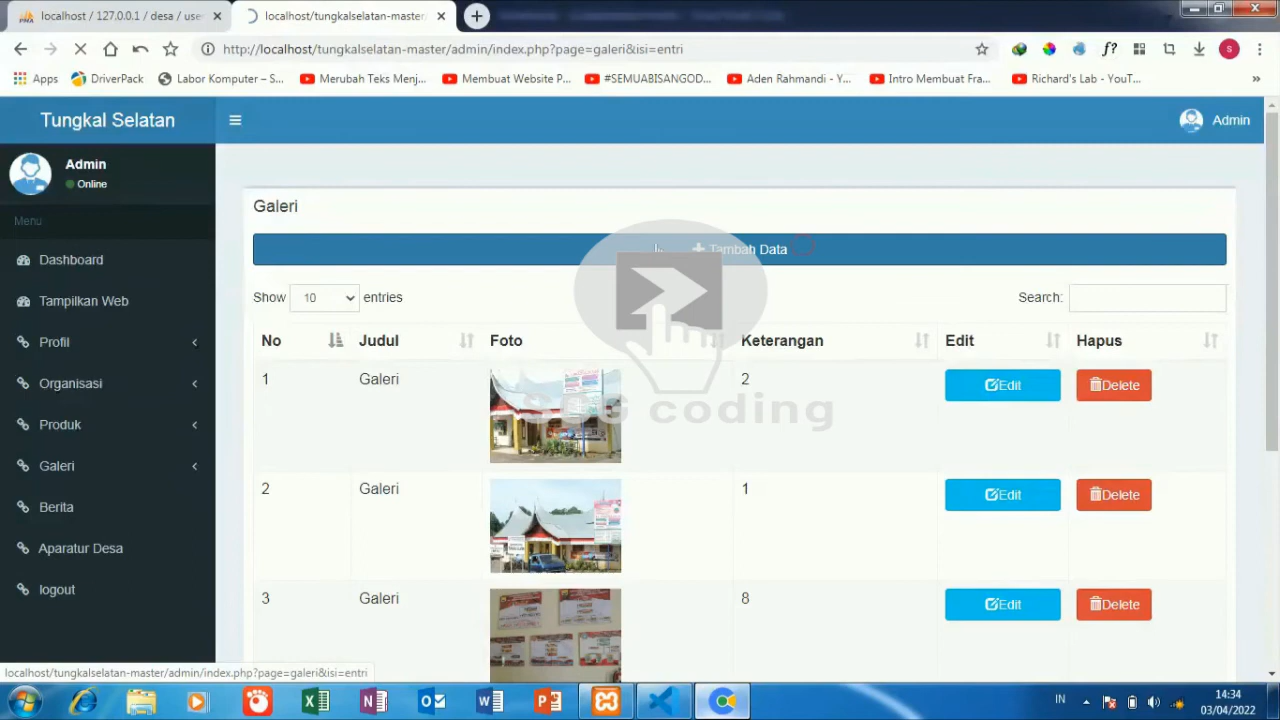 localhost / 127.0.0.1 / desa / use
localhost/tungkalselatan-master
http://localhost/tungkalselatan-master/admin/index.php?page=galeri&isi=entri
f?
S
Apps
DriverPack
Labor Komputer – S...
Merubah Teks Menj...
Membuat Website P...
#SEMUABISANGOD...
Aden Rahmandi - Y...
Intro Membuat Fra...
Richard's Lab - YouT...
»
Tungkal Selatan
Admin
Admin
Online
Menu
Dashboard
Tampilkan Web
Profil
Organisasi
Produk
Galeri
Berita
Aparatur Desa
logout
Galeri
Tambah Data
Show 10 entries
Search:
No Judul Foto Keterangan Edit Hapus
1 Galeri 2 Edit Delete
2 Galeri 1 Edit Delete
3 Galeri 8 Edit Delete
coding
localhost/tungkalselatan-master/admin/index.php?page=galeri&isi=entri
IN
14:34
03/04/2022